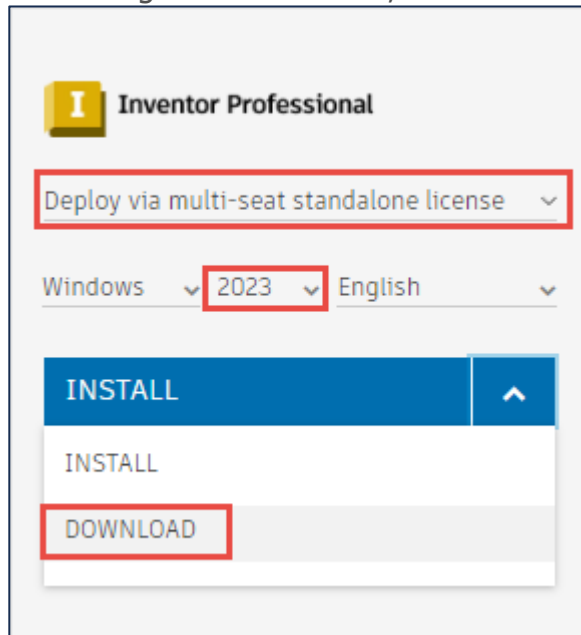 Inventor Professional
Deploy via multi-seat standalone license
Windows 2023 English
INSTALL
INSTALL
DOWNLOAD